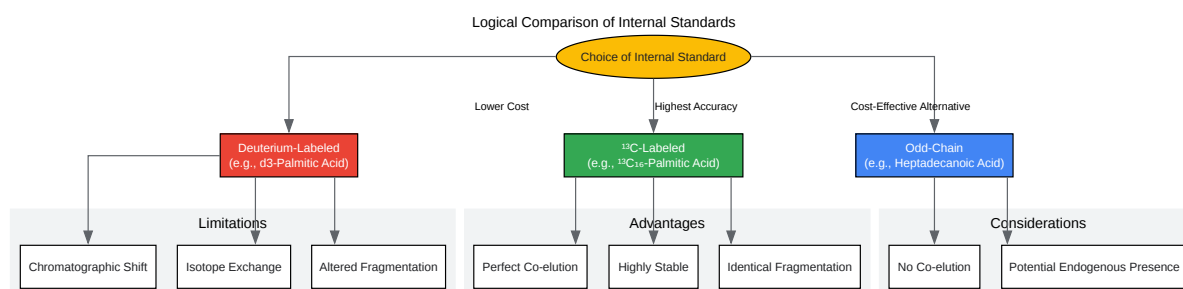 Logical Comparison of Internal Standards
Choice of Internal Standard
Lower Cost
Highest Accuracy
Cost-Effective Alternative
Deuterium-Labeled
(e.g., d3-Palmitic Acid)
¹³C-Labeled
(e.g., ¹³C₁₆-Palmitic Acid)
Odd-Chain
(e.g., Heptadecanoic Acid)
Limitations
Chromatographic Shift
Isotope Exchange
Altered Fragmentation
Advantages
Perfect Co-elution
Highly Stable
Identical Fragmentation
Considerations
No Co-elution
Potential Endogenous Presence